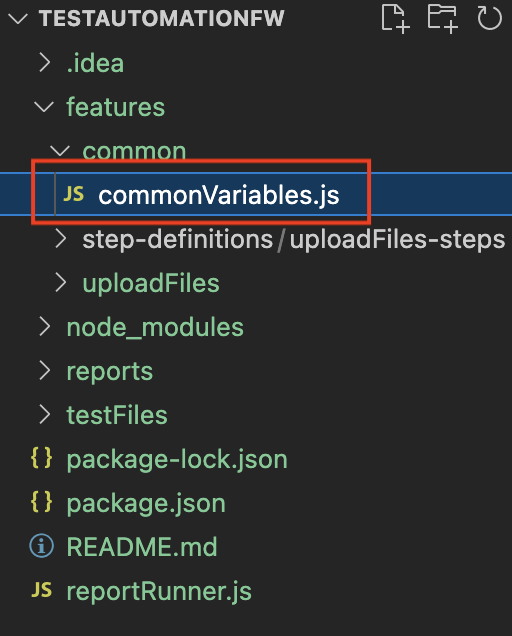 TESTAUTOMATIONFW
.idea
features
common
JS commonVariables.js
step-definitions/uploadFiles-steps
uploadFiles
node_modules
reports
testFiles
{} package-lock.json
{} package.json
README.md
JS reportRunner.js